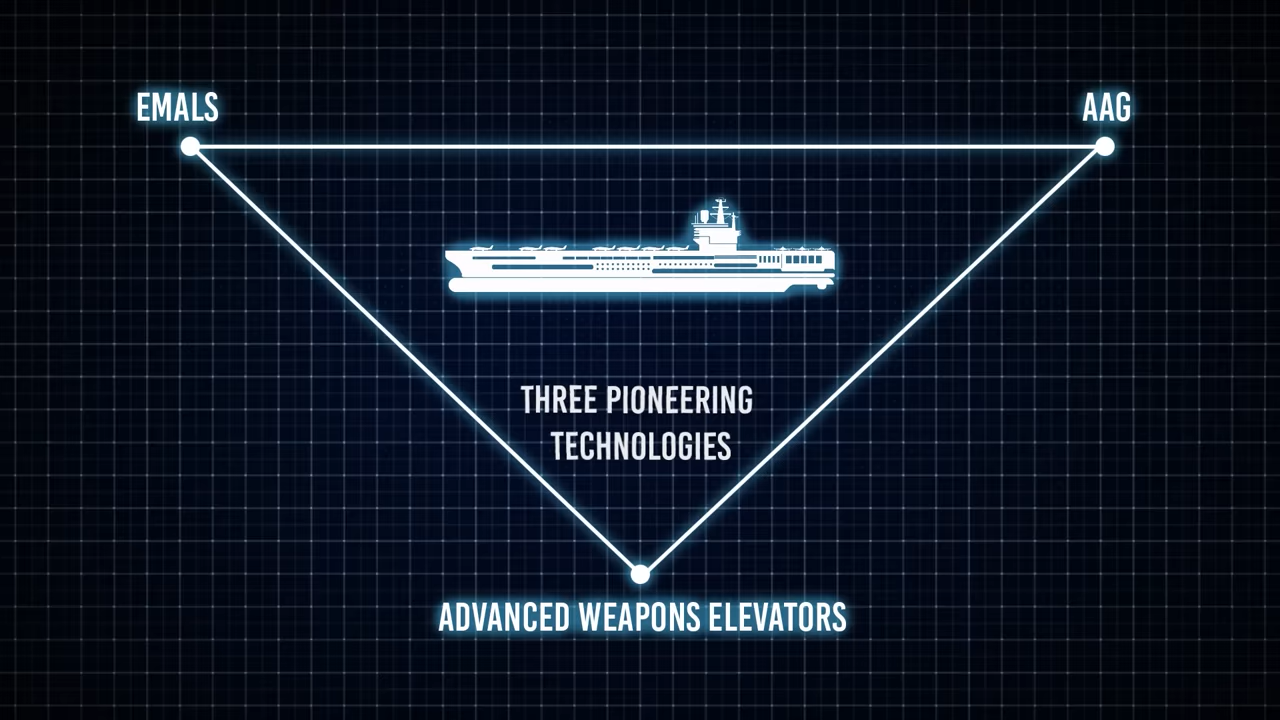 EMALS
AAG
THREE PIONEERING
TECHNOLOGIES
ADVANCED WEAPONS ELEVATORS